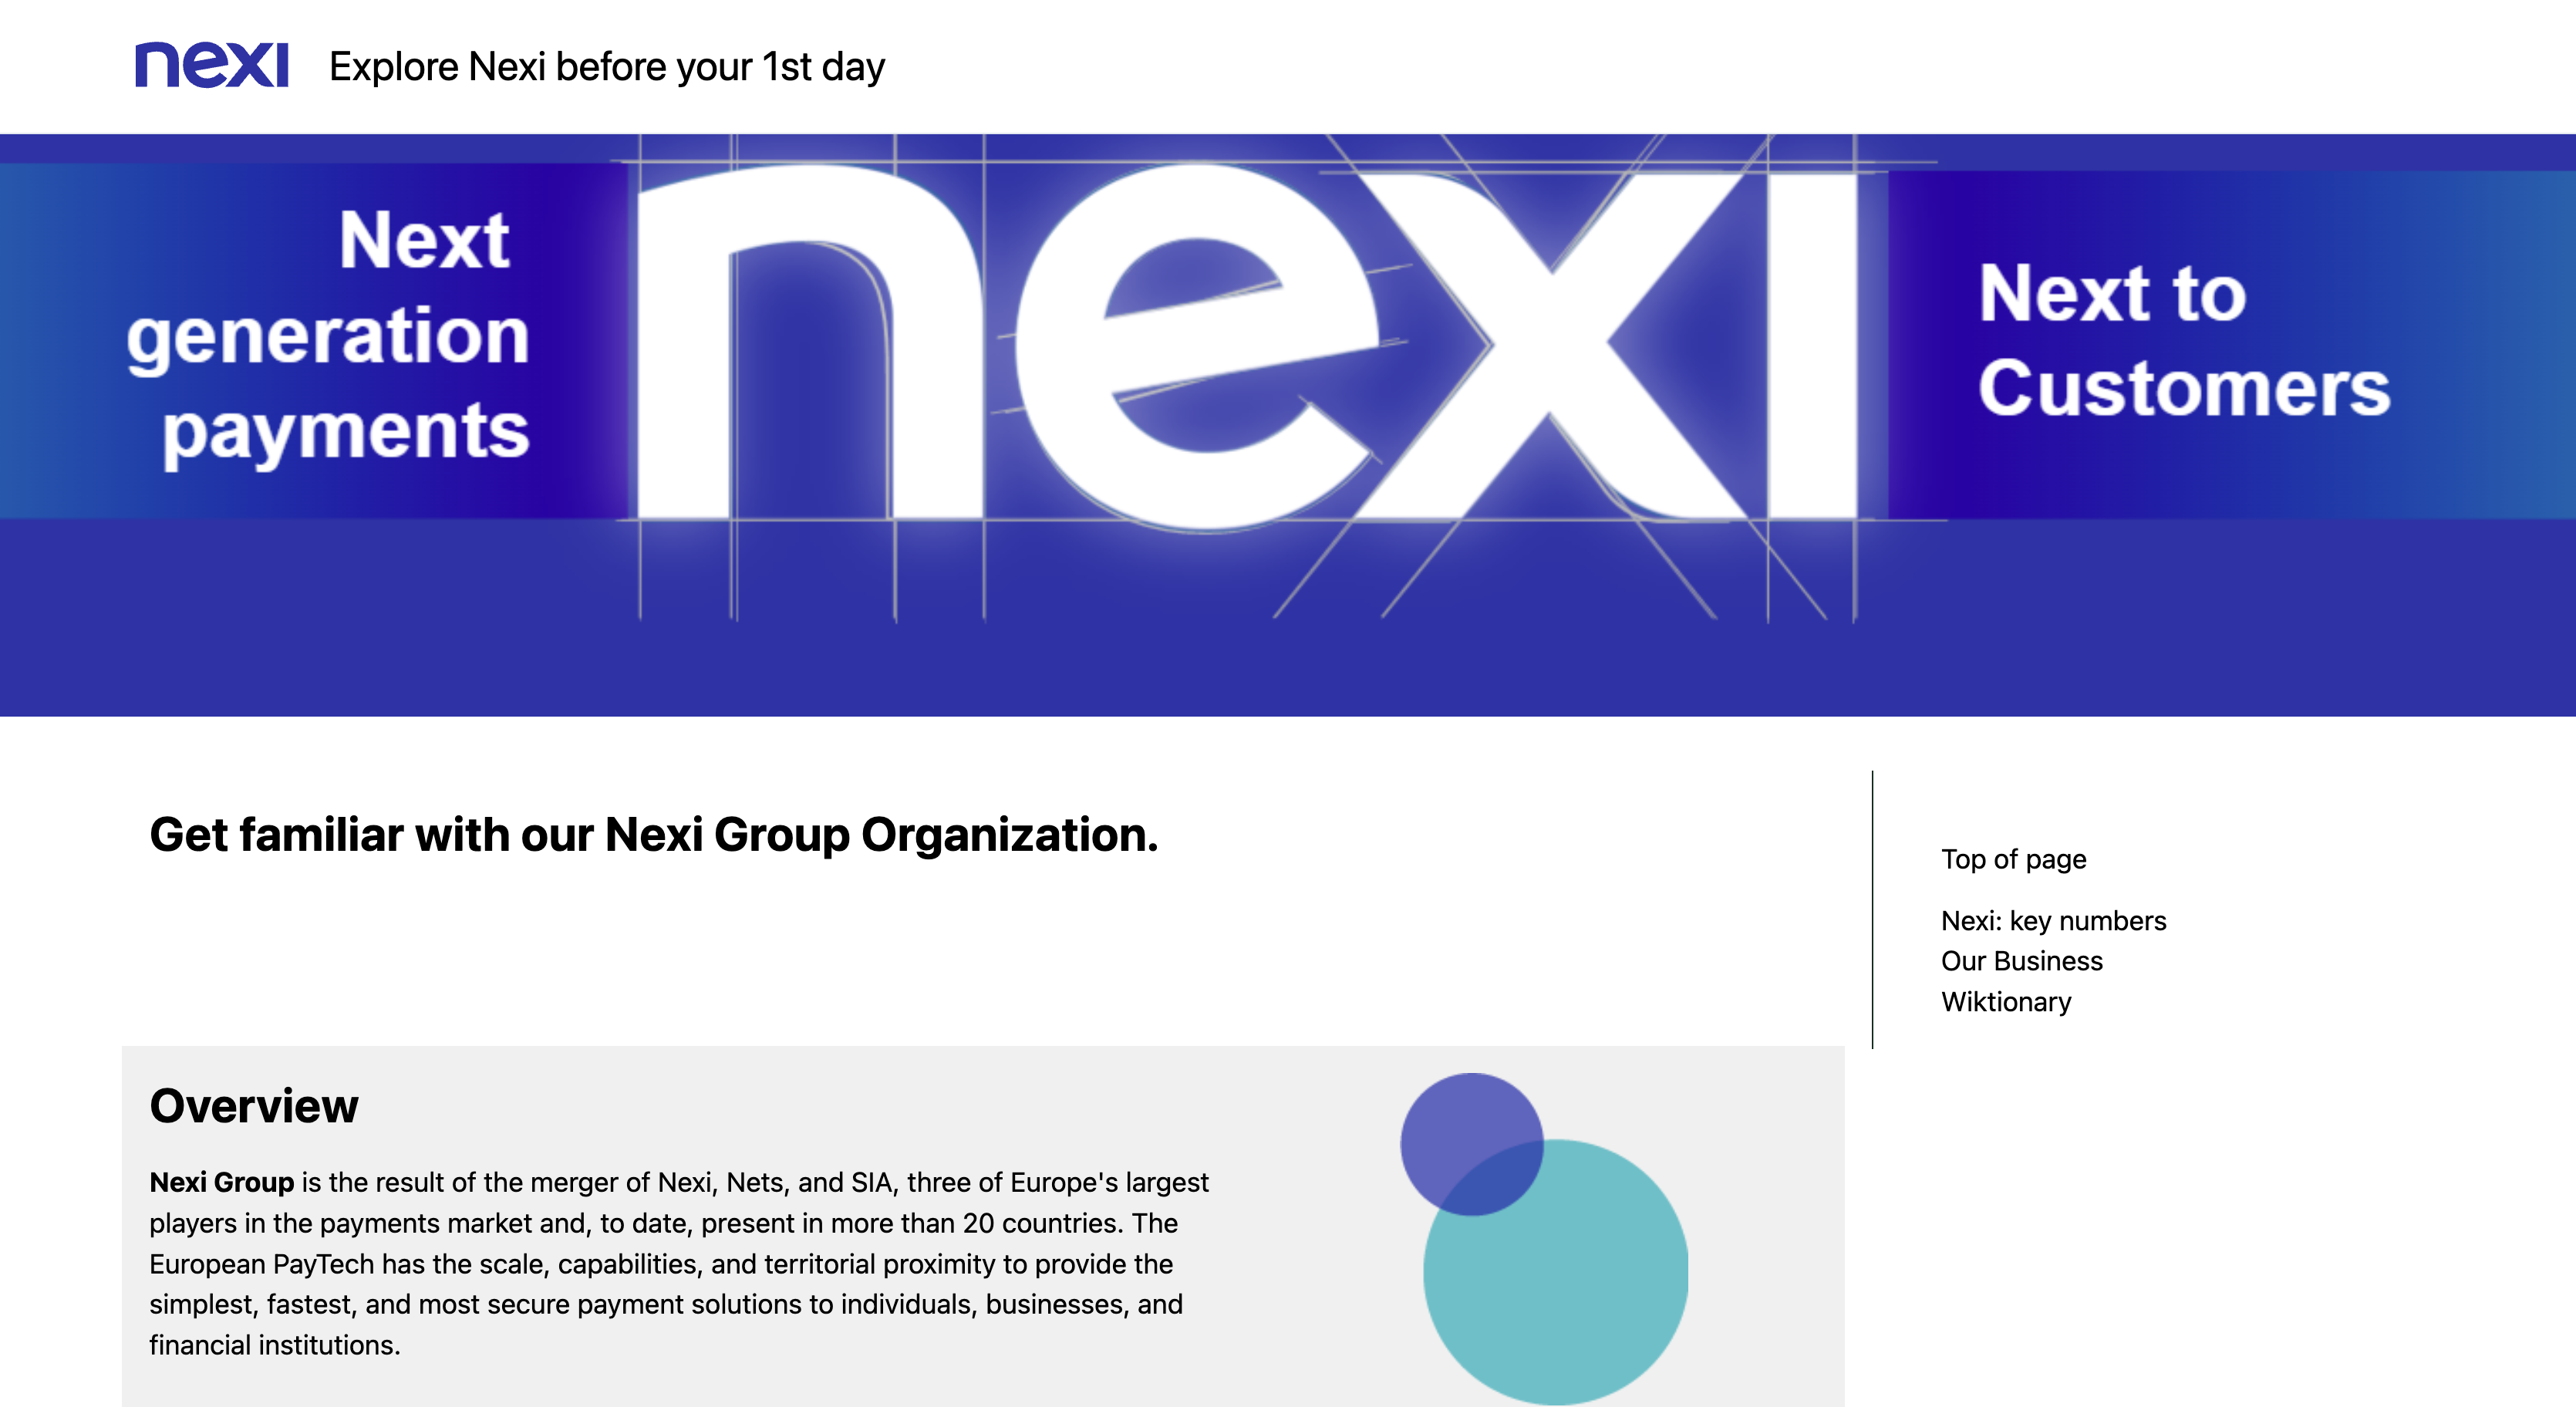 nexi
Explore Nexi before your 1st day
Next
generation
payments
nexi
Next to
Customers
Get familiar with our Nexi Group Organization.
Top of page
Nexi: key numbers
Our Business
Wiktionary
Overview
Nexi Group is the result of the merger of Nexi, Nets, and SIA, three of Europe's largest
players in the payments market and, to date, present in more than 20 countries. The
European PayTech has the scale, capabilities, and territorial proximity to provide the
simplest, fastest, and most secure payment solutions to individuals, businesses, and
financial institutions.